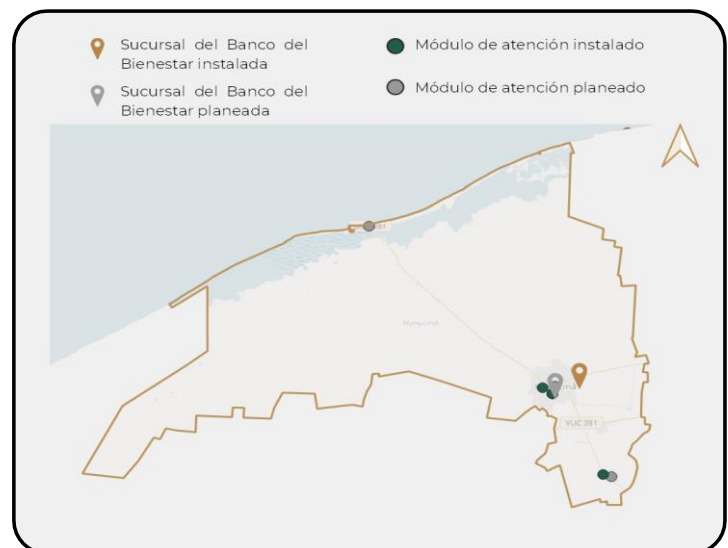 Sucursal del Banco del
Bienestar instalada
Módulo de atención instalado
Sucursal del Banco del
Bienestar planeada
Módulo de atención planeado
Hunucmá
YUC 281